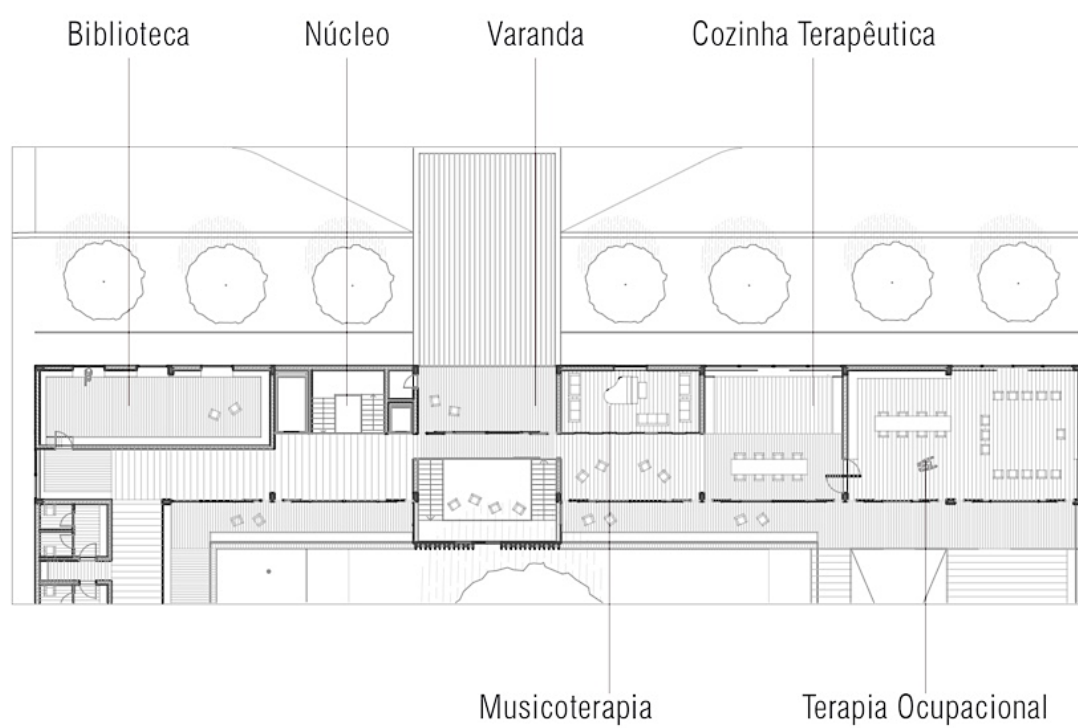 Biblioteca
Núcleo
Varanda
Cozinha Terapêutica
Musicoterapia
Terapia Ocupacional